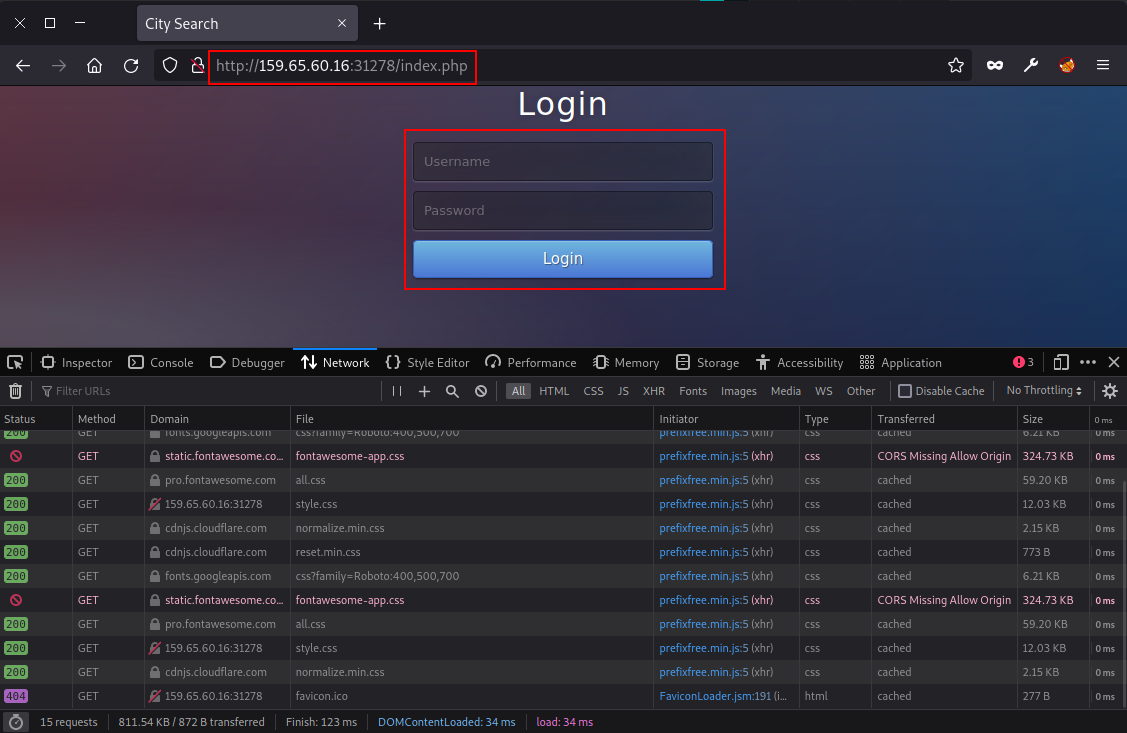 City Search
http://159.65.60.16:31278/index.php
Login
Username
Password
Login
Inspector Console Debugger Network Style Editor Performance Memory Storage Accessibility Application 3
Filter URLs All HTML CSS JS XHR Fonts Images Media WS Other Disable Cache No Throttling
Status Method Domain File Initiator Type Transferred Size 0 ms
200 GET fonts.googleapis.com css?family=Roboto:400,500,700 prefixfree.min.js:5 (xhr) css cached 6.21 KB 0 ms
GET static.fontawesome.co... fontawesome-app.css prefixfree.min.js:5 (xhr) css CORS Missing Allow Origin 324.73 KB 0 ms
200 GET pro.fontawesome.com all.css prefixfree.min.js:5 (xhr) css cached 59.20 KB 0 ms
200 GET 159.65.60.16:31278 style.css prefixfree.min.js:5 (xhr) css cached 12.03 KB 0 ms
200 GET cdnjs.cloudflare.com normalize.min.css prefixfree.min.js:5 (xhr) css cached 2.15 KB 0 ms
200 GET cdnjs.cloudflare.com reset.min.css prefixfree.min.js:5 (xhr) css cached 773 B 0 ms
200 GET fonts.googleapis.com css?family=Roboto:400,500,700 prefixfree.min.js:5 (xhr) css cached 6.21 KB 0 ms
GET static.fontawesome.co... fontawesome-app.css prefixfree.min.js:5 (xhr) css CORS Missing Allow Origin 324.73 KB 0 ms
200 GET pro.fontawesome.com all.css prefixfree.min.js:5 (xhr) css cached 59.20 KB 0 ms
200 GET 159.65.60.16:31278 style.css prefixfree.min.js:5 (xhr) css cached 12.03 KB 0 ms
200 GET cdnjs.cloudflare.com normalize.min.css prefixfree.min.js:5 (xhr) css cached 2.15 KB 0 ms
404 GET 159.65.60.16:31278 favicon.ico FaviconLoader.jsm:191 (i... html cached 277 B 0 ms
15 requests 811.54 KB / 872 B transferred Finish: 123 ms DOMContentLoaded: 34 ms load: 34 ms